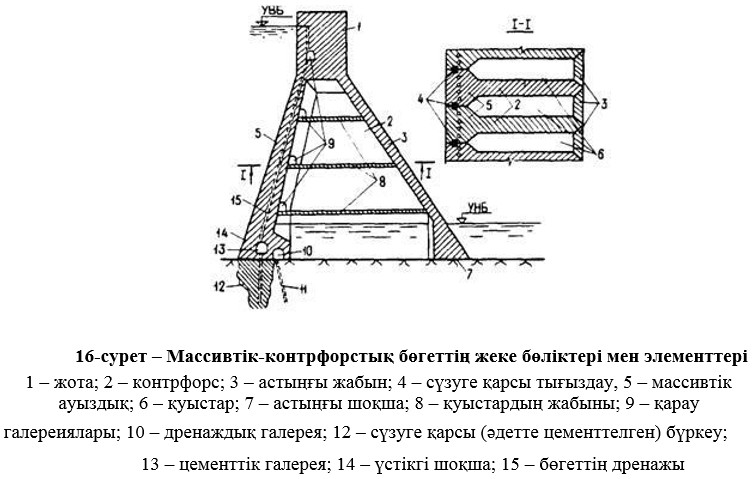 УВБ
1
I-I
2
3
4
5
2
3
5
9
6
I
I
8
15
УНБ
14
13
10
12
11
7
16-сурет – Массивтік-контрфорстық бөгеттің жеке бөліктері мен элементтері
1 – жота; 2 – контрфорс; 3 – астыңғы жабын; 4 – сүзуге қарсы тығыздау, 5 – массивтік
ауыздық; 6 – қуыстар; 7 – астыңғы шоқша; 8 – қуыстардың жабыны; 9 – қарау
галереиялары; 10 – дренаждық галерея; 12 – сүзуге қарсы (әдетте цементтелген) бүркеу;
13 – цементтік галерея; 14 – үстікгі шоқша; 15 – бөгеттің дренажы